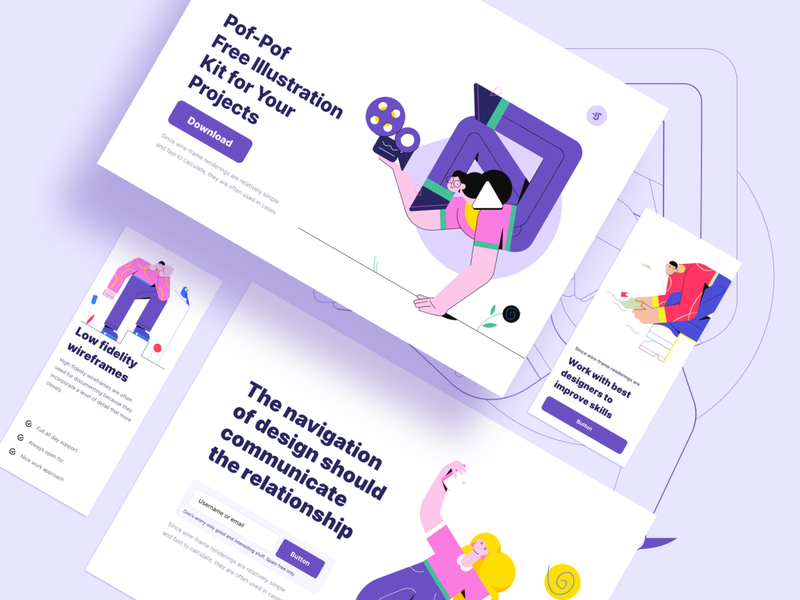 Pof-Pof
Free Illustration
Kit for Your
Projects
Download
Since wire-frame renderings are relatively simple
and fast to calculate, they are often used in cases
Low fidelity
wireframes
High-fidelity wireframes are often
used for documenting because they
incorporate a level of detail that more
closely
Full all day support
Always open for
Nice work approach
The navigation
of design should
communicate
the relationship
Username or email
Don's worry only good and interesting stuff. Spam free only
Button
Since wire-frame renderings are relatively simple
and fast to calculate, they are often used in cases
Since wire-frame renderings are
Work with best
designers to
improve skills
Button